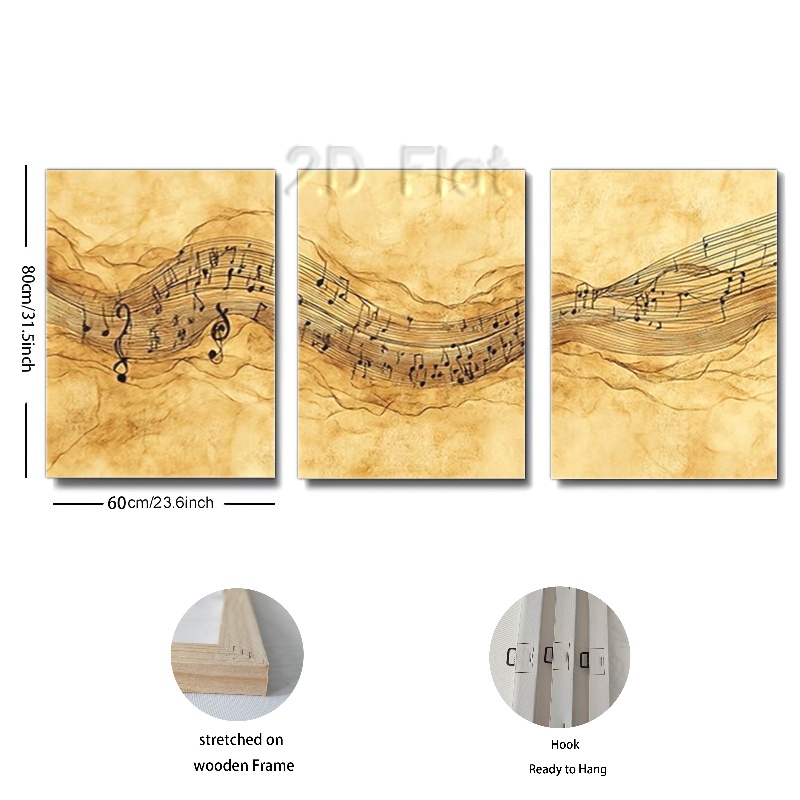 2D Flat
80cm/31.5inch
60cm/23.6inch
stretched on
wooden Frame
Hook
Ready to Hang